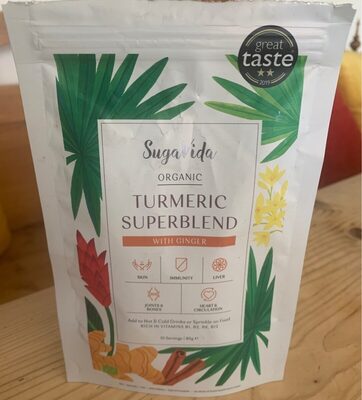 great
taste
2019
SugaVida
ORGANIC
TURMERIC
SUPERBLEND
WITH GINGER
SKIN
IMMUNITY
LIVER
JOINTS &
BONES
HEART &
CIRCULATION
Add to Hot & Cold Drinks or Sprinkle on Food
RICH IN VITAMINS B1, B2, B6, B12